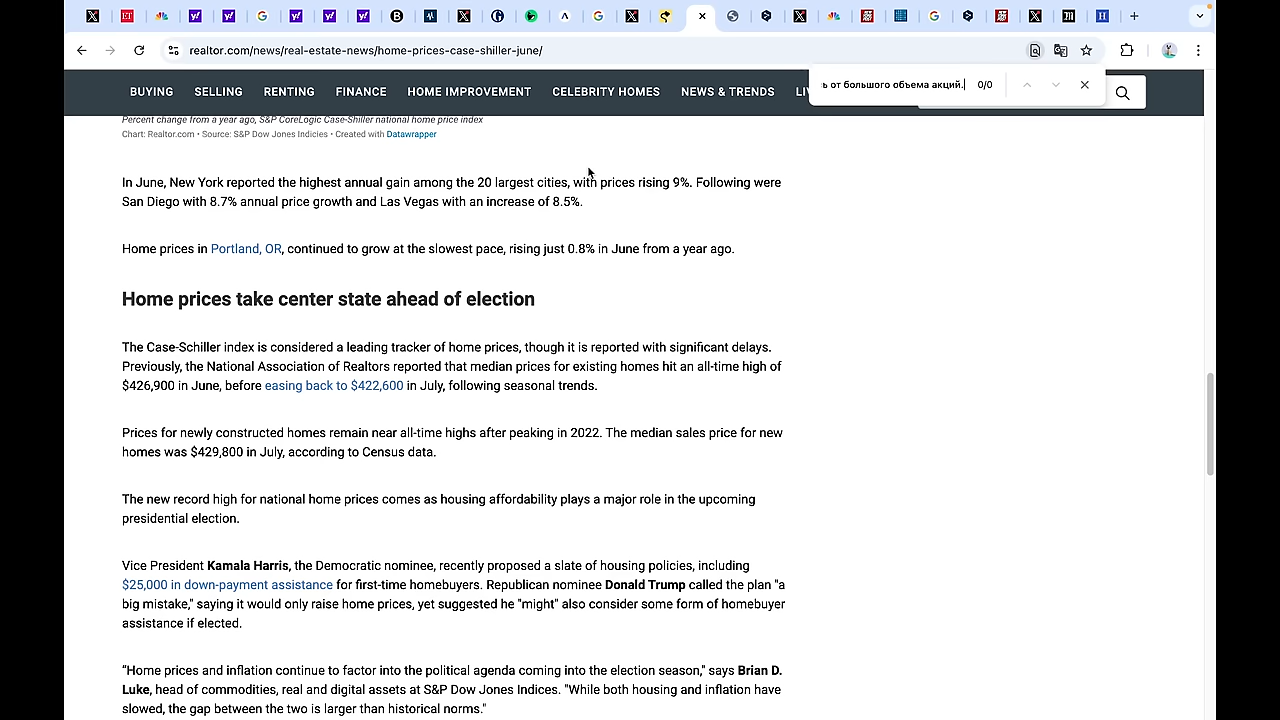 realtor.com/news/real-estate-news/home-prices-case-shiller-june/
ь от большого объема акций. 0/0
BUYING SELLING RENTING FINANCE HOME IMPROVEMENT CELEBRITY HOMES NEWS & TRENDS
Percent change from a year ago, S&P CoreLogic Case-Shiller national home price index
Chart: Realtor.com • Source: S&P Dow Jones Indicies • Created with Datawrapper
In June, New York reported the highest annual gain among the 20 largest cities, with prices rising 9%. Following were
San Diego with 8.7% annual price growth and Las Vegas with an increase of 8.5%.
Home prices in Portland, OR, continued to grow at the slowest pace, rising just 0.8% in June from a year ago.
Home prices take center state ahead of election
The Case-Schiller index is considered a leading tracker of home prices, though it is reported with significant delays.
Previously, the National Association of Realtors reported that median prices for existing homes hit an all-time high of
$426,900 in June, before easing back to $422,600 in July, following seasonal trends.
Prices for newly constructed homes remain near all-time highs after peaking in 2022. The median sales price for new
homes was $429,800 in July, according to Census data.
The new record high for national home prices comes as housing affordability plays a major role in the upcoming
presidential election.
Vice President Kamala Harris, the Democratic nominee, recently proposed a slate of housing policies, including
$25,000 in down-payment assistance for first-time homebuyers. Republican nominee Donald Trump called the plan "a
big mistake," saying it would only raise home prices, yet suggested he "might" also consider some form of homebuyer
assistance if elected.
“Home prices and inflation continue to factor into the political agenda coming into the election season,” says Brian D.
Luke, head of commodities, real and digital assets at S&P Dow Jones Indices. "While both housing and inflation have
slowed, the gap between the two is larger than historical norms."